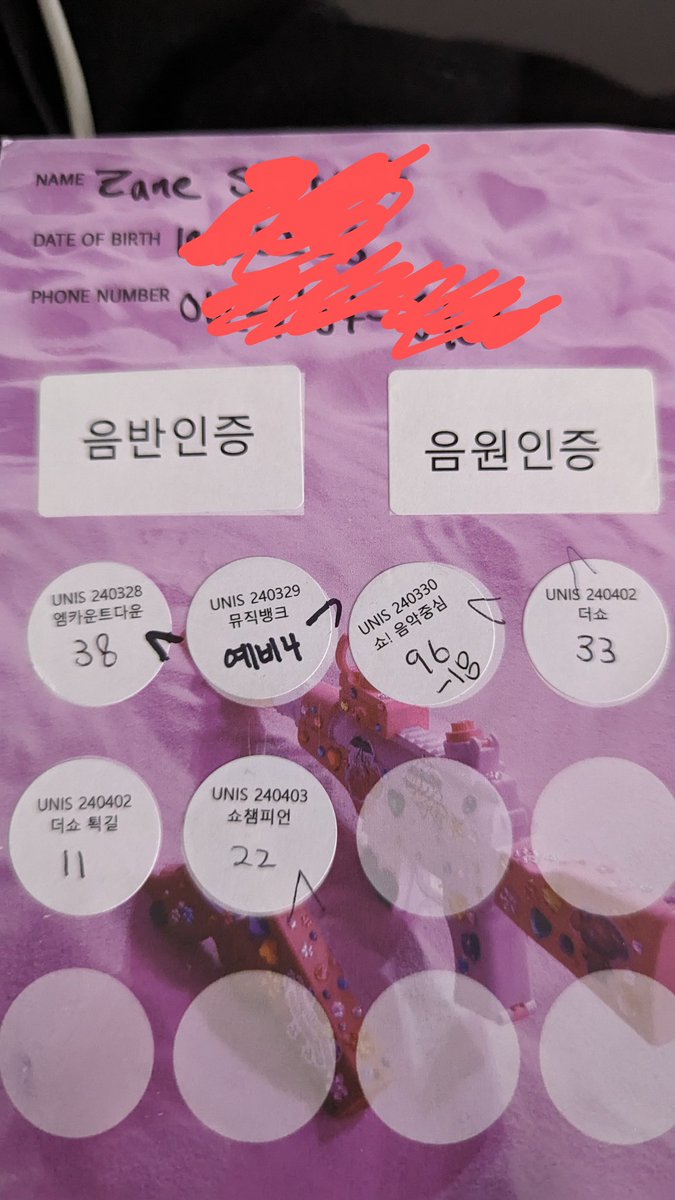 NAME Zane
DATE OF BIRTH
PHONE NUMBER
음반인증
음원인증
UNIS 240328
엠카운트다운
38
UNIS 240329
뮤직뱅크
예비4
UNIS 240330
쇼! 음악중심
96
-18
UNIS 240402
더쇼
33
UNIS 240402
더쇼 퇵길
11
UNIS 240403
쇼챔피언
22